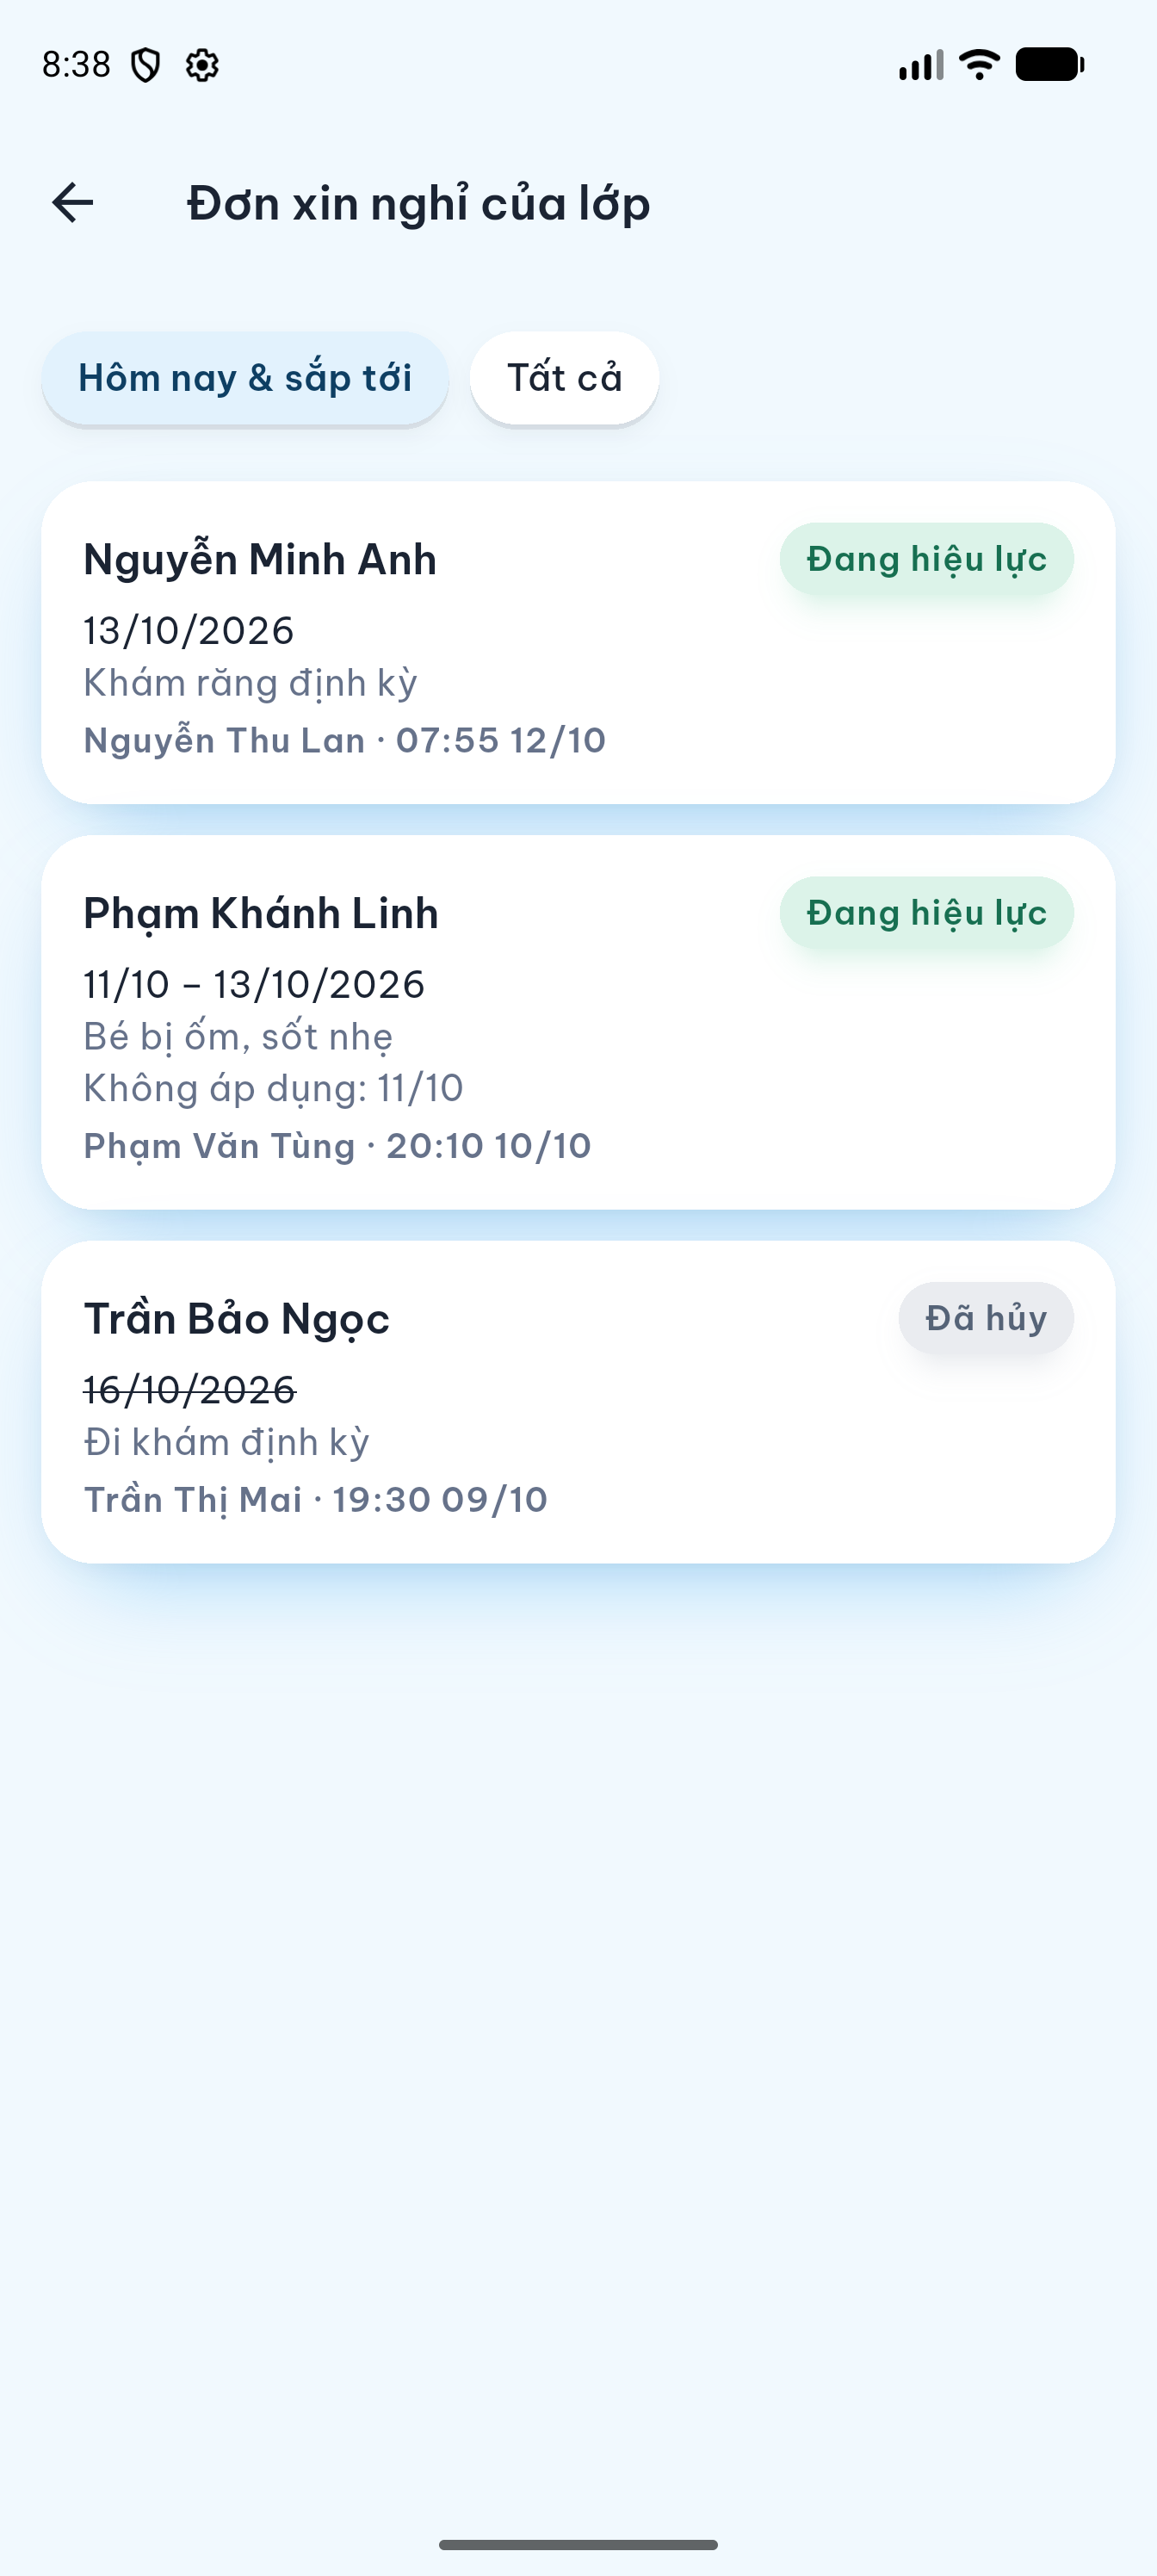 8:38
Đơn xin nghỉ của lớp
Hôm nay & sắp tới
Tất cả
Nguyễn Minh Anh
Đang hiệu lực
13/10/2026
Khám răng định kỳ
Nguyễn Thu Lan · 07:55 12/10
Phạm Khánh Linh
Đang hiệu lực
11/10 – 13/10/2026
Bé bị ốm, sốt nhẹ
Không áp dụng: 11/10
Phạm Văn Tùng · 20:10 10/10
Trần Bảo Ngọc
Đã hủy
16/10/2026
Đi khám định kỳ
Trần Thị Mai · 19:30 09/10